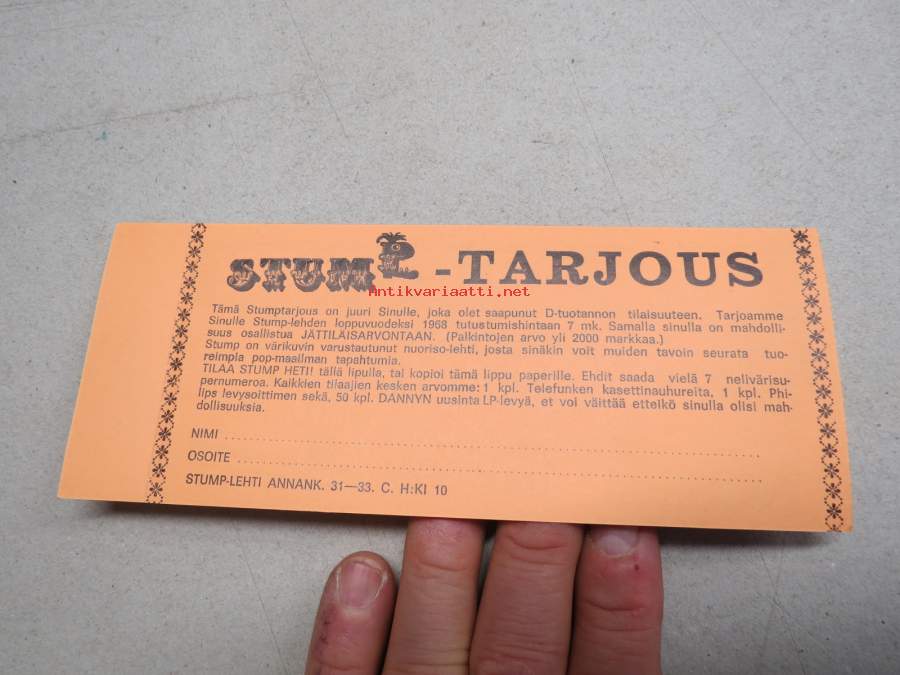 STUMP -TARJOUS
Antikvariaatti.net
Tämä Stumptarjous on juuri Sinulle, joka olet saapunut D-tuotannon tilaisuuteen. Tarjoamme
Sinulle Stump-lehden loppuvuodeksi 1968 tutustumishintaan 7 mk. Samalla sinulla on mahdolli-
suus osallistua JÄTTILÄISARVONTAAN. (Palkintojen arvo yli 2000 markkaa.)
Stump on värikuvin varustautunut nuoriso-lehti, josta sinäkin voit muiden tavoin seurata tuo-
reimpia pop-maailman tapahtumia.
TILAA STUMP HETI! tällä lipulla, tai kopioi tämä lippu paperille. Ehdit saada vielä 7 nelivärisu-
pernumeroa. Kaikkien tilaajien kesken arvomme: 1 kpl. Telefunken kasettinauhureita, 1 kpl. Phi-
lips levysoittimen sekä, 50 kpl. DANNYN uusinta LP-levyä, et voi väittää etteikö sinulla olisi mah-
dollisuuksia.
NIMI
OSOITE
STUMP-LEHTI ANNANK. 31—33. C. H:KI 10